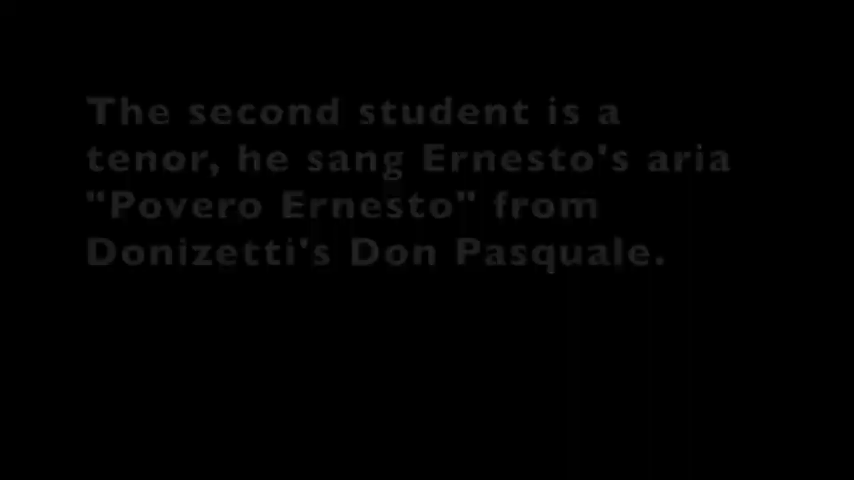 The second student is a
tenor, he sang Ernesto's aria
"Povero Ernesto" from
Donizetti's Don Pasquale.